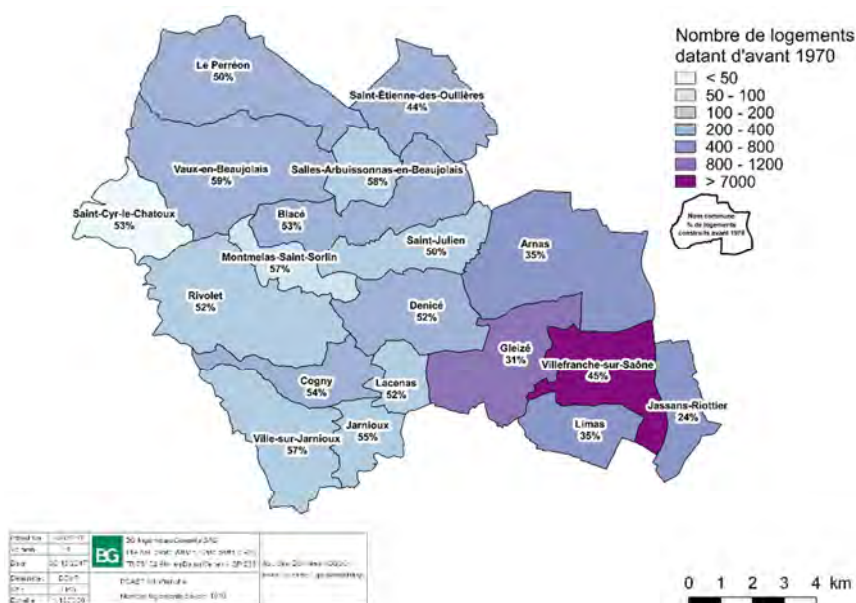 Nombre de logements
datant d'avant 1970
< 50
50 - 100
100 - 200
200 - 400
400 - 800
800 - 1200
> 7000
Nom commune
% de logements
construits avant 1970
Le Perréon
50%
Saint-Étienne-des-Oullières
44%
Vaux-en-Beaujolais
59%
Salles-Arbuissonnas-en-Beaujolais
58%
Saint-Cyr-le-Chatoux
53%
Blacé
53%
Saint-Julien
50%
Arnas
35%
Montmelas-Saint-Sorlin
57%
Rivolet
52%
Denicé
52%
Gleizé
31%
Villefranche-sur-Saône
45%
Cogny
54%
Lacenas
52%
Jassans-Riottier
24%
Ville-sur-Jarnioux
57%
Jarnioux
55%
Limas
35%
BG
0 1 2 3 4 km